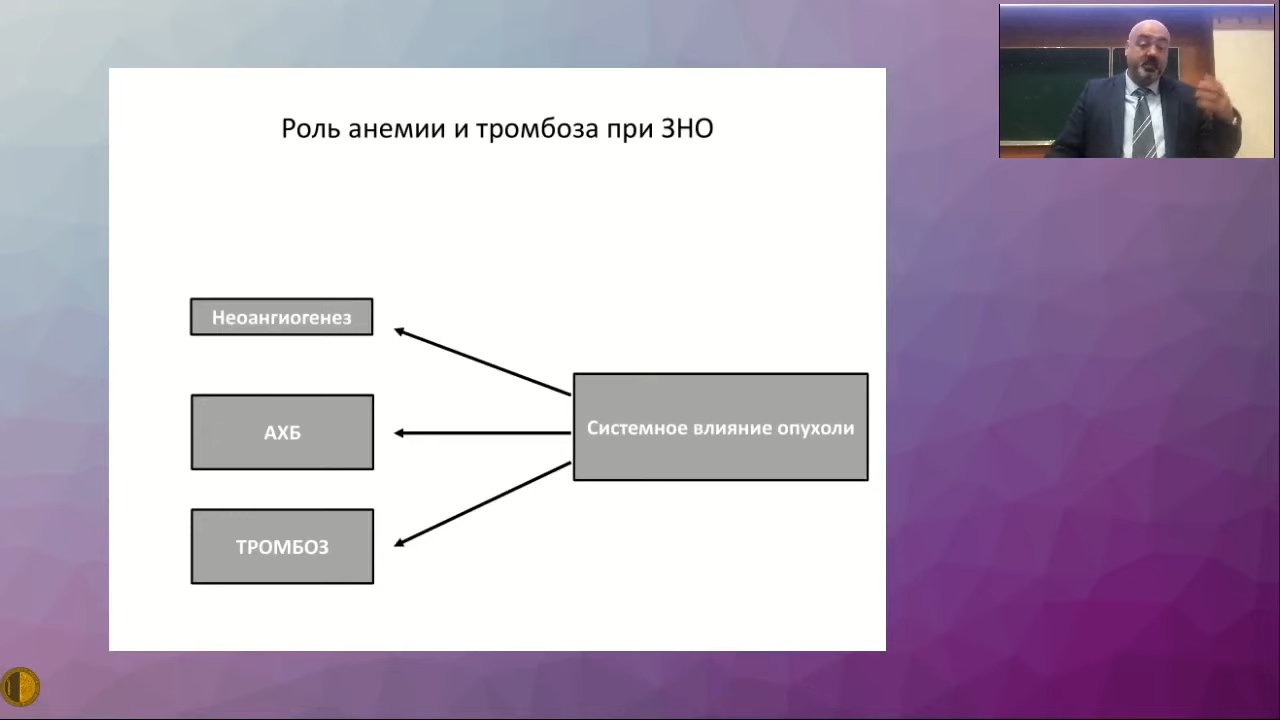 Роль анемии и тромбоза при ЗНО
Неоангиогенез
АХБ
ТРОМБОЗ
Системное влияние опухоли